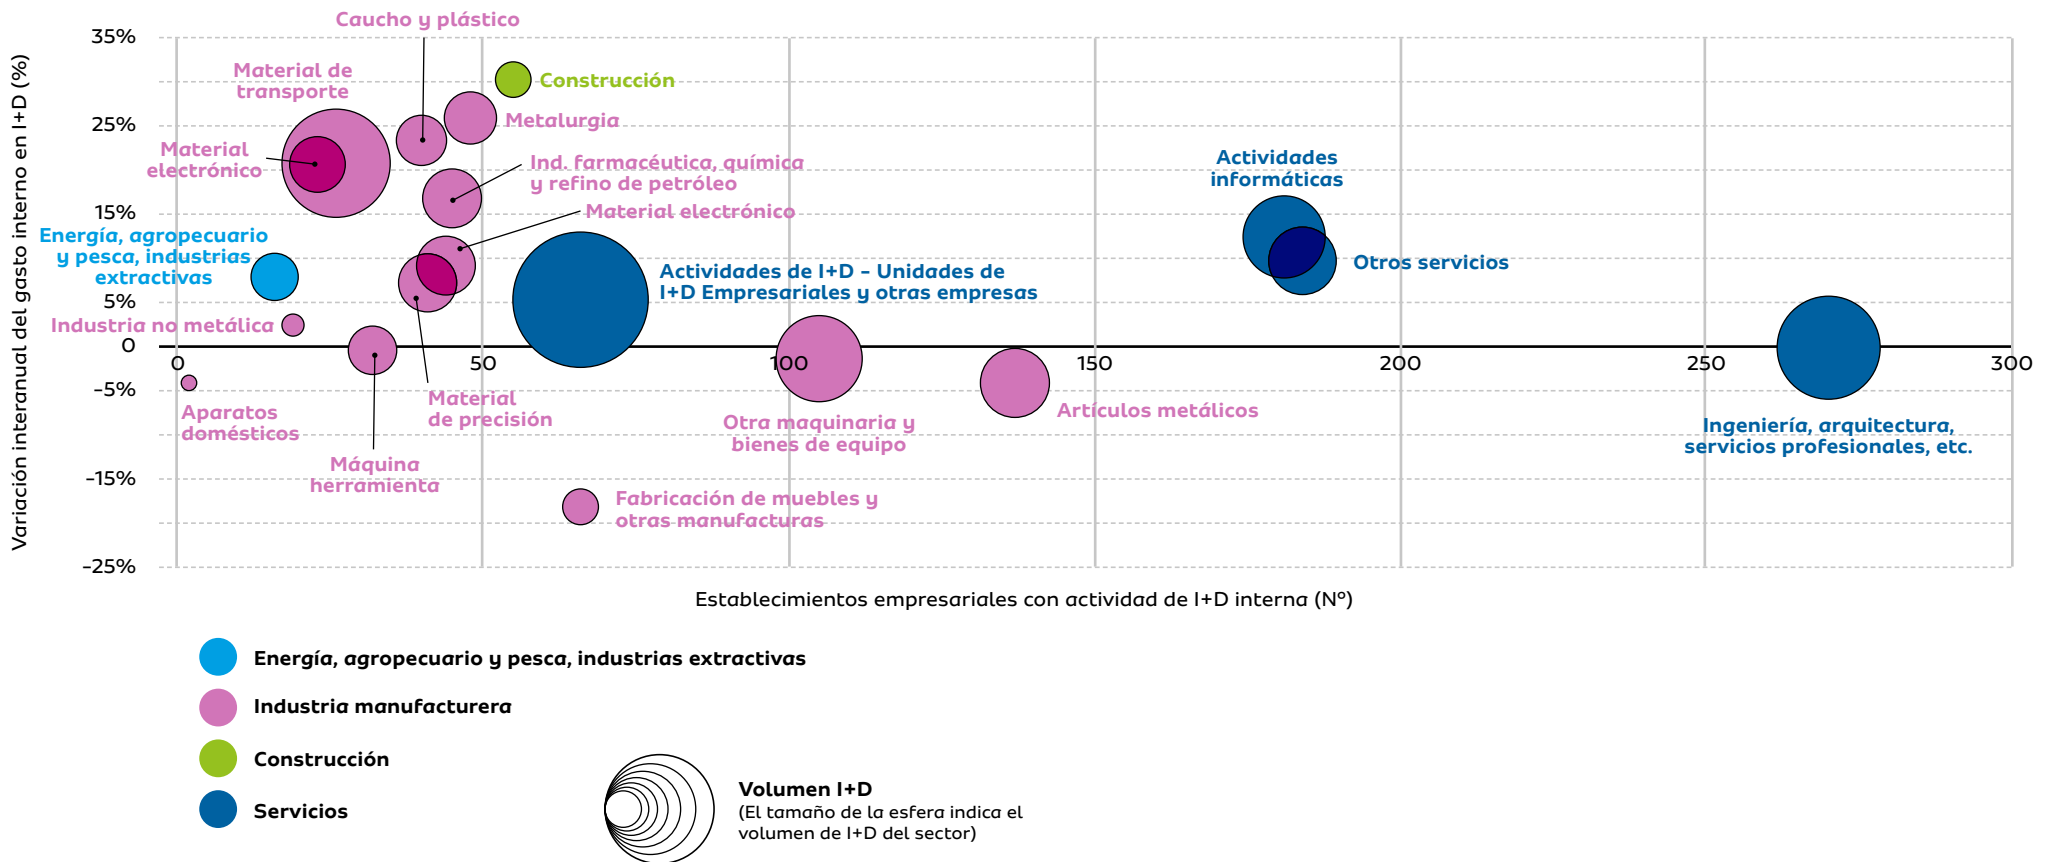 Caucho y plástico
35%
Material de
transporte
Construcción
25%
Metalurgia
Material
electrónico
Ind. farmacéutica, química
y refino de petróleo
Actividades
informáticas
15%
Material electrónico
Energía, agropecuario
y pesca, industrias
extractivas
Actividades de I+D – Unidades de
I+D Empresariales y otras empresas
Otros servicios
5%
Industria no metálica
0
0
50
100
150
200
250
300
-5%
Aparatos
domésticos
Material
de precisión
Otra maquinaria y
bienes de equipo
Artículos metálicos
Ingeniería, arquitectura,
servicios profesionales, etc.
Máquina
herramienta
-15%
Fabricación de muebles y
otras manufacturas
-25%
Variación interanual del gasto interno en I+D (%)
Establecimientos empresariales con actividad de I+D interna (Nº)
Energía, agropecuario y pesca, industrias extractivas
Industria manufacturera
Construcción
Servicios
Volumen I+D
(El tamaño de la esfera indica el
volumen de I+D del sector)